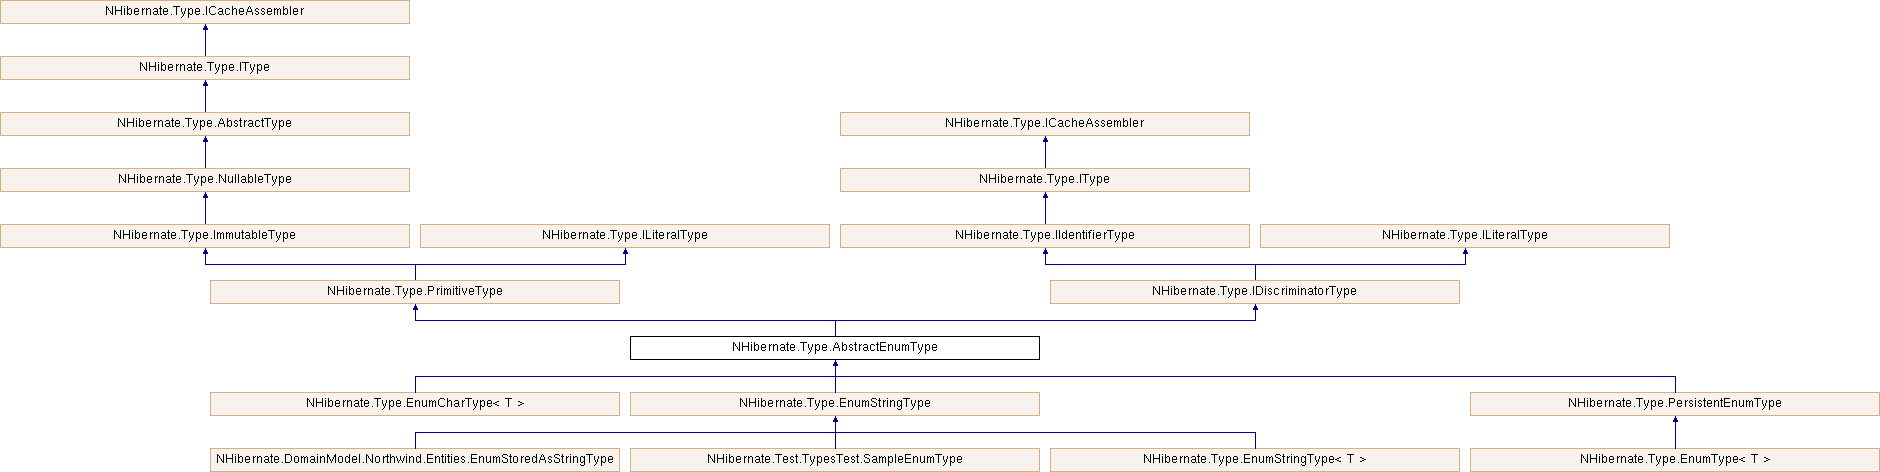 NHibernate.Type.ICacheAssembler
NHibernate.Type.IType
NHibernate.Type.AbstractType
NHibernate.Type.ICacheAssembler
NHibernate.Type.NullableType
NHibernate.Type.IType
NHibernate.Type.ImmutableType
NHibernate.Type.ILiteralType
NHibernate.Type.IIdentifierType
NHibernate.Type.ILiteralType
NHibernate.Type.PrimitiveType
NHibernate.Type.IDiscriminatorType
NHibernate.Type.AbstractEnumType
NHibernate.Type.EnumCharType< T >
NHibernate.Type.EnumStringType
NHibernate.Type.PersistentEnumType
NHibernate.DomainModel.Northwind.Entities.EnumStoredAsStringType
NHibernate.Test.TypesTest.SampleEnumType
NHibernate.Type.EnumStringType< T >
NHibernate.Type.EnumType< T >